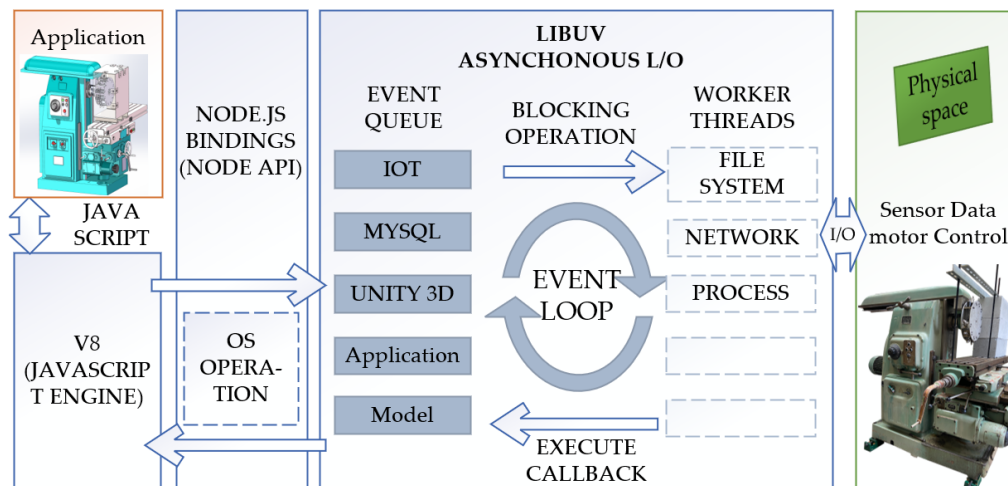 Application
JAVA
SCRIPT
V8
(JAVASCRIP
T ENGINE)
NODE.JS
BINDINGS
(NODE API)
OS
OPERA-
TION
LIBUV
ASYNCHONOUS L/O
EVENT
QUEUE
IOT
MYSQL
UNITY 3D
Application
Model
BLOCKING
OPERATION
EVENT
LOOP
EXECUTE
CALLBACK
WORKER
THREADS
FILE
SYSTEM
NETWORK
PROCESS
I/O
Physical
space
Sensor Data
motor Control